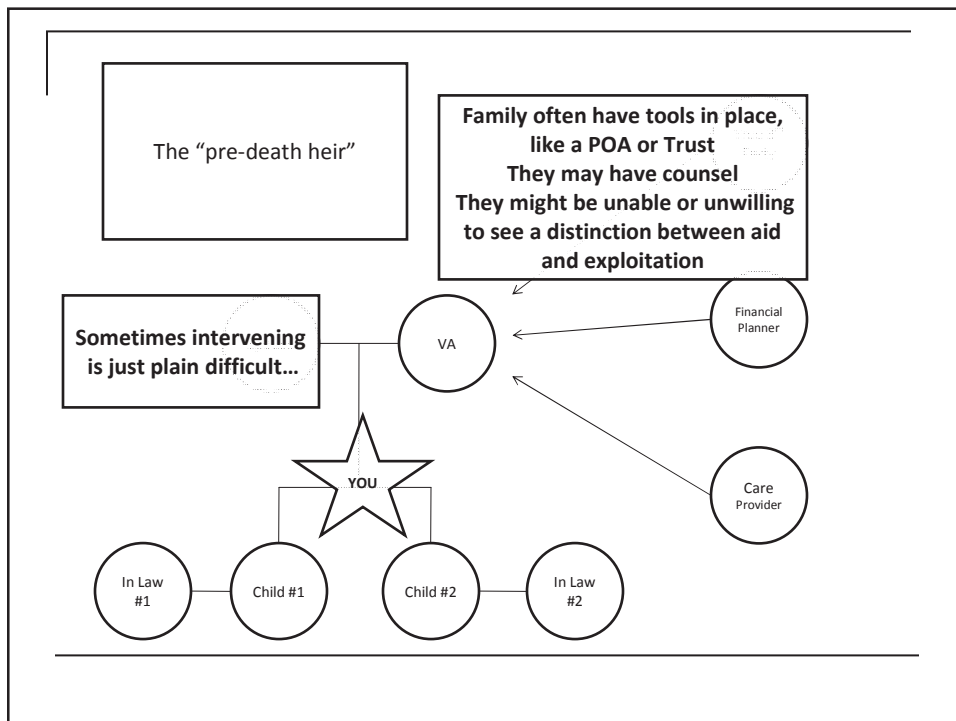 The “pre-death heir”
Family often have tools in place,
like a POA or Trust
They may have counsel
They might be unable or unwilling
to see a distinction between aid
and exploitation
Sometimes intervening
is just plain difficult…
VA
Financial
Planner
YOU
Care
Provider
In Law
#1
Child #1
Child #2
In Law
#2